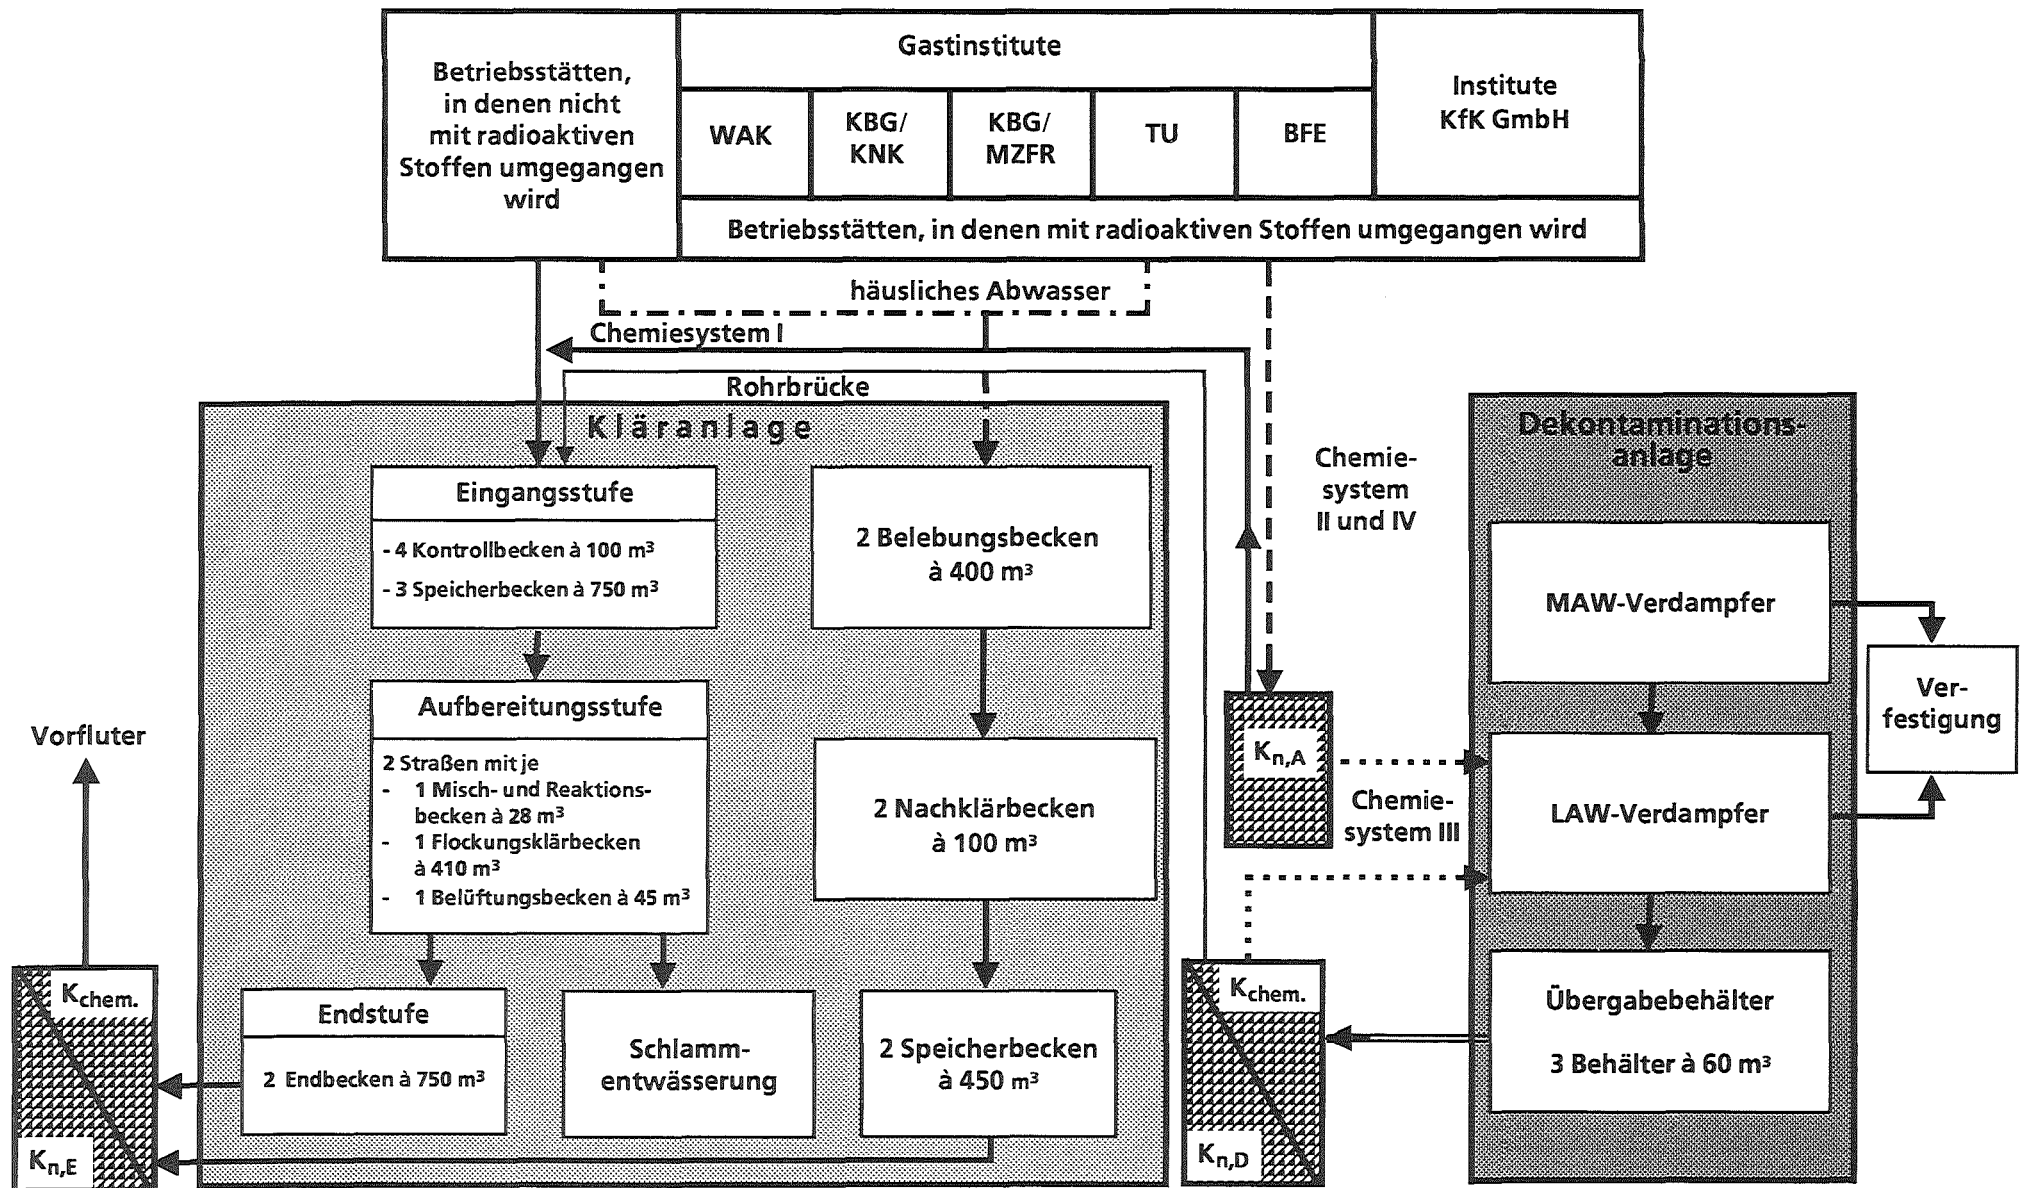 Betriebsstätten,
in denen nicht
mit radioaktiven
Stoffen umgegangen
wird
Gastinstitute
WAK
KBG/
KNK
KBG/
MZFR
TU
BFE
Institute
KfK GmbH
Betriebsstätten, in denen mit radioaktiven Stoffen umgegangen wird
häusliches Abwasser
Chemiesystem I
Rohrbrücke
Kläranlage
Eingangsstufe
- 4 Kontrollbecken à 100 m³
- 3 Speicherbecken à 750 m³
2 Belebungsbecken
à 400 m³
Aufbereitungsstufe
2 Straßen mit je
- 1 Misch- und Reaktions-
becken à 28 m³
- 1 Flockungsklärbecken
à 410 m³
- 1 Belüftungsbecken à 45 m³
2 Nachklärbecken
à 100 m³
Endstufe
2 Endbecken à 750 m³
Schlamm-
entwässerung
2 Speicherbecken
à 450 m³
Vorfluter
Kchem.
Kn,E
Chemie-
system
II und IV
Kn,A
Chemie-
system III
Kchem.
Kn,D
Dekontaminations-
anlage
MAW-Verdampfer
LAW-Verdampfer
Übergabebehälter
3 Behälter à 60 m³
Ver-
festigung